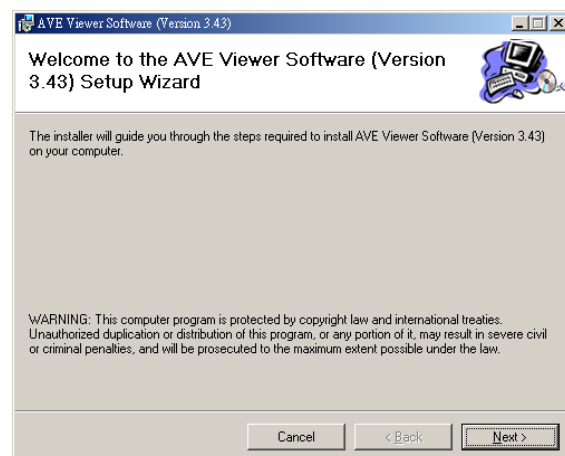 AVE Viewer Software (Version 3.43)
Welcome to the AVE Viewer Software (Version
3.43) Setup Wizard
The installer will guide you through the steps required to install AVE Viewer Software (Version 3.43)
on your computer.
WARNING: This computer program is protected by copyright law and international treaties.
Unauthorized duplication or distribution of this program, or any portion of it, may result in severe civil
or criminal penalties, and will be prosecuted to the maximum extent possible under the law.
Cancel
< Back
Next >